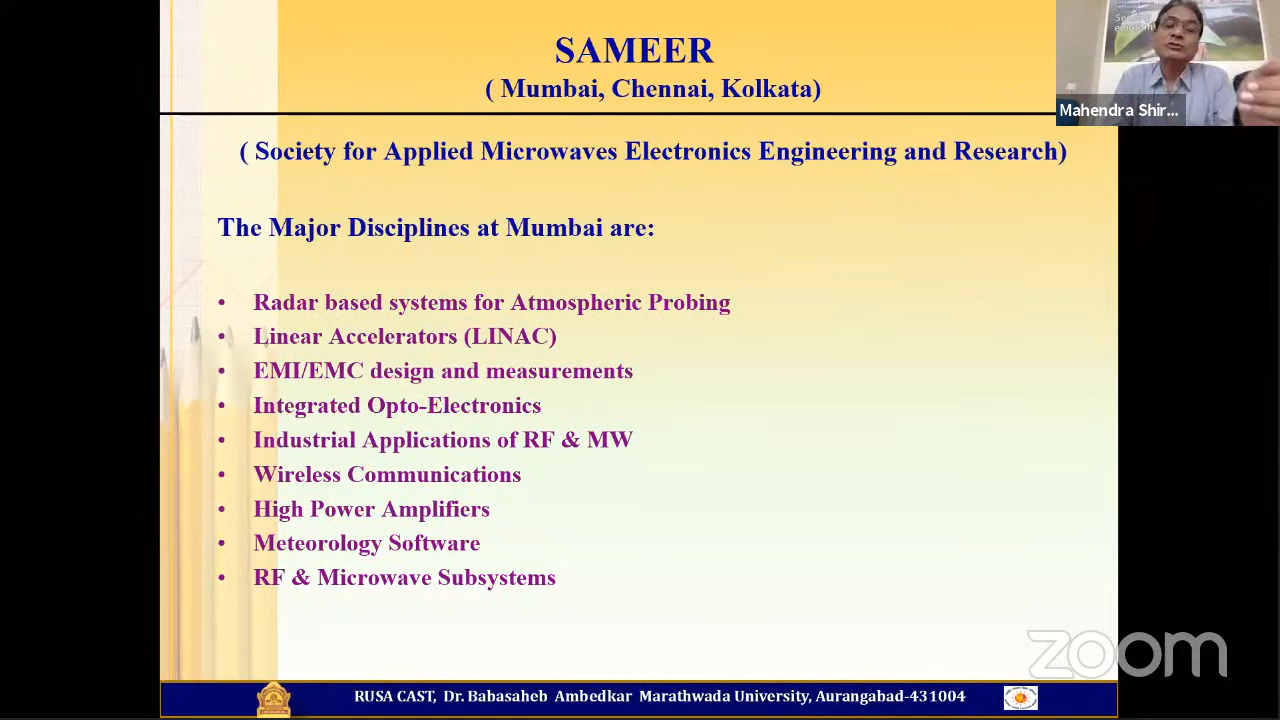 SAMEER
( Mumbai, Chennai, Kolkata)
Mahendra Shir...
( Society for Applied Microwaves Electronics Engineering and Research)
The Major Disciplines at Mumbai are:
• Radar based systems for Atmospheric Probing
• Linear Accelerators (LINAC)
• EMI/EMC design and measurements
• Integrated Opto-Electronics
• Industrial Applications of RF & MW
• Wireless Communications
• High Power Amplifiers
• Meteorology Software
• RF & Microwave Subsystems
zoom
RUSA CAST, Dr. Babasaheb Ambedkar Marathwada University, Aurangabad-431004